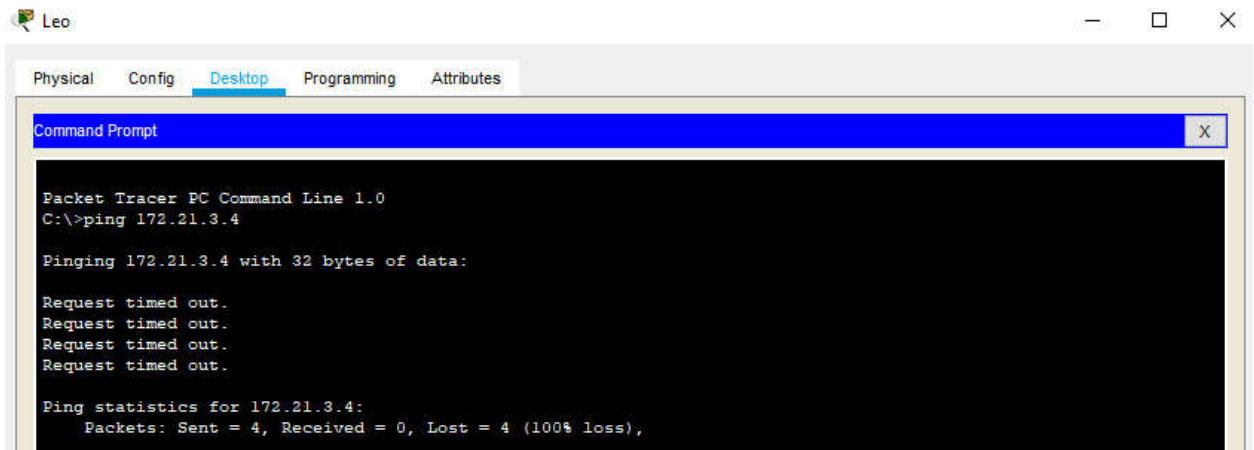 Leo
Physical Config Desktop Programming Attributes
Command Prompt
X
Packet Tracer PC Command Line 1.0
C:\>ping 172.21.3.4
Pinging 172.21.3.4 with 32 bytes of data:
Request timed out.
Request timed out.
Request timed out.
Request timed out.
Ping statistics for 172.21.3.4:
Packets: Sent = 4, Received = 0, Lost = 4 (100% loss),